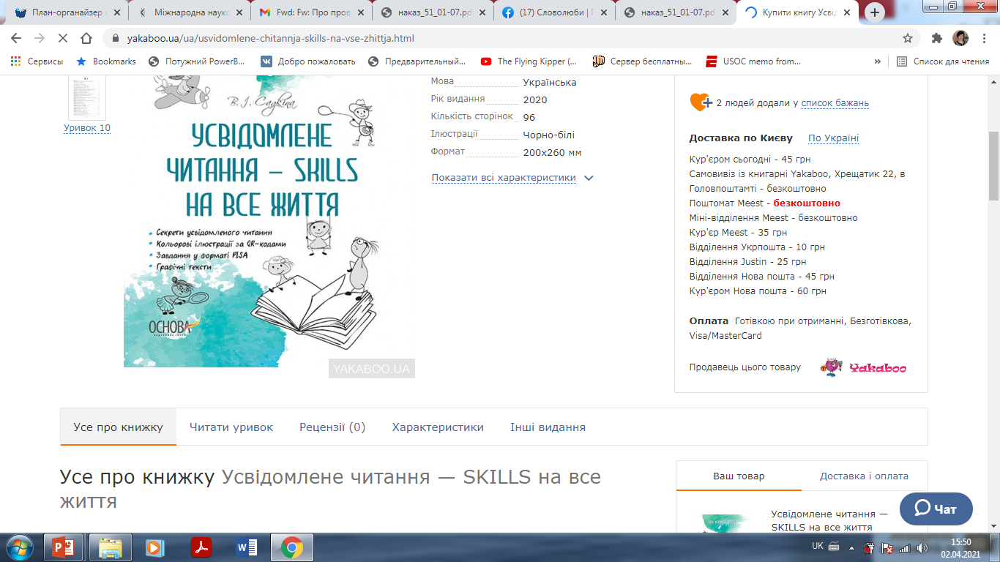 План-органайзер
Міжнародна наук
Fwd: Fw: Про пров
наказ_51_01-07.pd
(17) Словолюби | F
наказ_51_01-07.pd
Купити книгу Усвід
yakaboo.ua/ua/usvidomlene-chitannja-skills-na-vse-zhittja.html
Сервисы
Bookmarks
Потужний PowerB...
Добро пожаловать
Предварительный...
The Flying Kipper (...
Сервер бесплатны...
USOC memo from...
»
Список для чтения
Уривок 10
В. І. Садкіна
УСВІДОМЛЕНЕ
ЧИТАННЯ – SKILLS
НА ВСЕ ЖИТТЯ
• Секрети усвідомленого читання
• Кольорові ілюстрації за QR-кодами
• Завдання у форматі PISA
• Графічні тексти
ОСНОВА
YAKABOO.UA
Мова Українська
Рік видання 2020
Кількість сторінок 96
Ілюстрації Чорно-білі
Формат 200х260 мм
Показати всі характеристики
2 людей додали у список бажань
Доставка по Києву По Україні
Кур'єром сьогодні - 45 грн
Самовивіз із книгарні Yakaboo, Хрещатик 22, в
Головпоштамті - безкоштовно
Поштомат Meest - безкоштовно
Міні-відділення Meest - безкоштовно
Кур'єр Meest - 35 грн
Відділення Укрпошта - 10 грн
Відділення Justin - 25 грн
Відділення Нова пошта - 45 грн
Кур'єром Нова пошта - 60 грн
Оплата Готівкою при отриманні, Безготівкова,
Visa/MasterCard
Продавець цього товару Yakaboo
Усе про книжку
Читати уривок
Рецензії (0)
Характеристики
Інші видання
Усе про книжку Усвідомлене читання — SKILLS на все
життя
Ваш товар
Доставка і оплата
Усвідомлене читання —
SKILLS на все життя
Чат
UK
15:50
02.04.2021